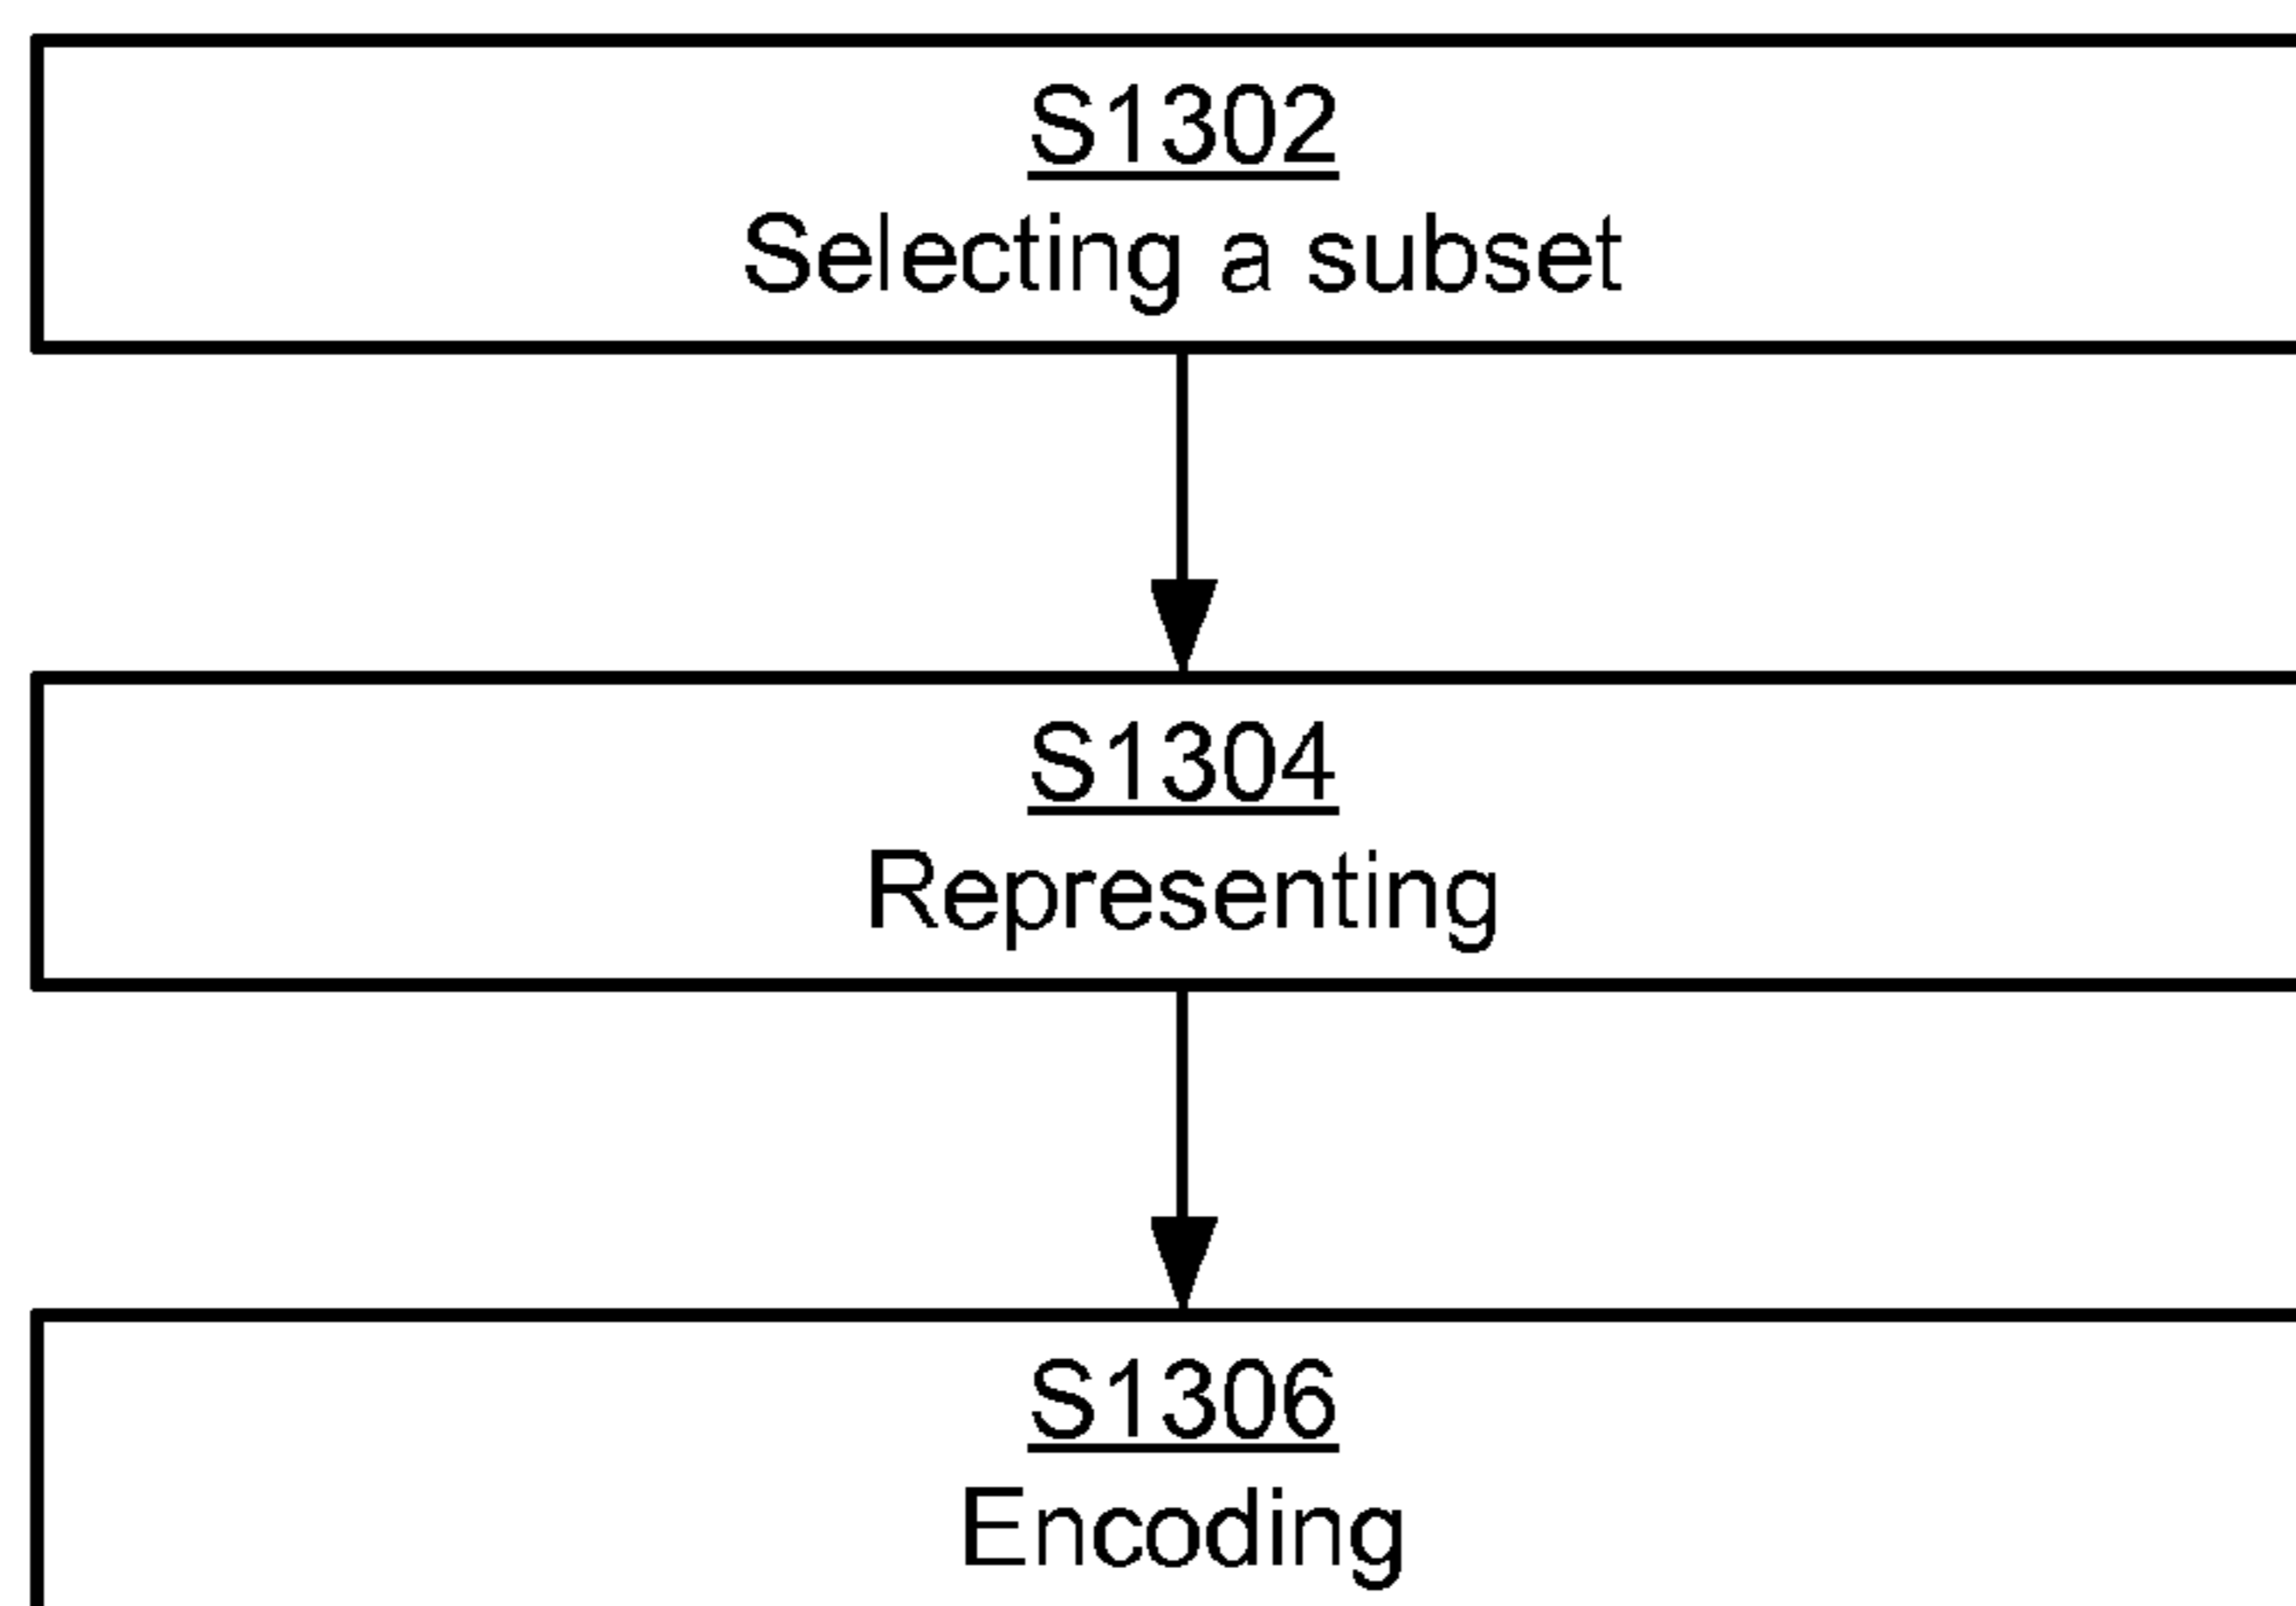 S1302
Selecting a subset
S1304
Representing
S1306
Encoding